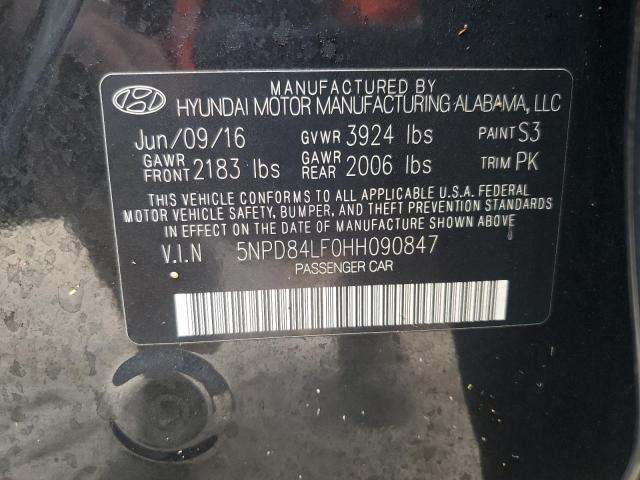 MANUFACTURED BY
HYUNDAI MOTOR MANUFACTURING ALABAMA, LLC
Jun/09/16 GVWR 3924 lbs PAINT S3
GAWR FRONT 2183 lbs GAWR REAR 2006 lbs TRIM PK
THIS VEHICLE CONFORMS TO ALL APPLICABLE U.S.A. FEDERAL
MOTOR VEHICLE SAFETY, BUMPER, AND THEFT PREVENTION STANDARDS
IN EFFECT ON THE DATE OF MANUFACTURE SHOWN ABOVE
V.I.N 5NPD84LF0HH090847
PASSENGER CAR